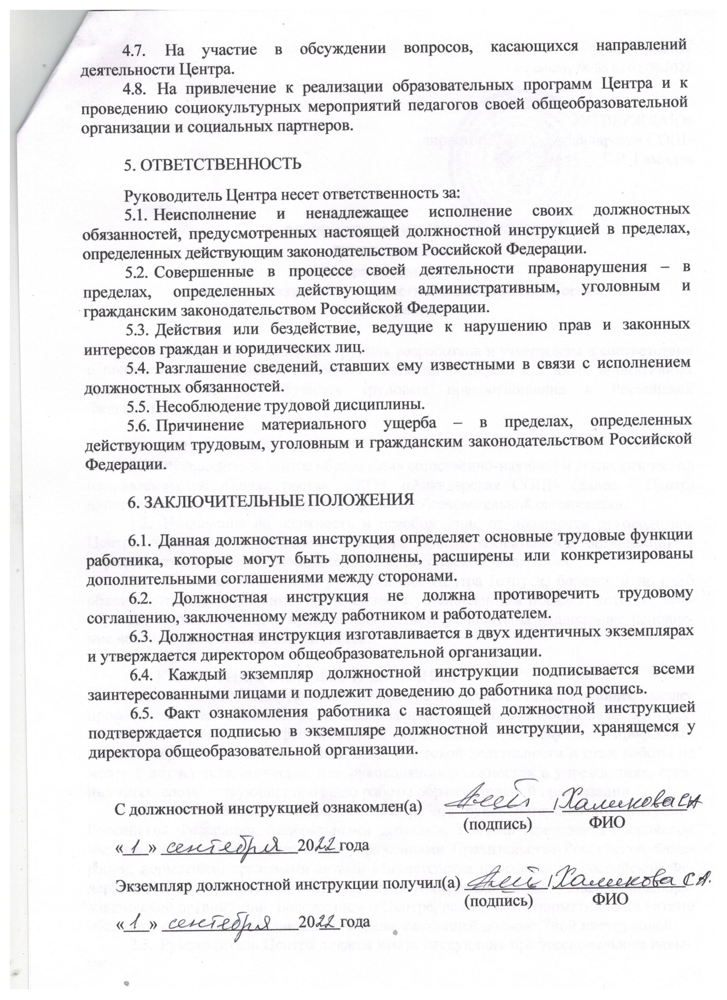 4.7. На участие в обсуждении вопросов, касающихся направлений
деятельности Центра.
4.8. На привлечение к реализации образовательных программ Центра и к
проведению социокультурных мероприятий педагогов своей общеобразовательной
организации и социальных партнеров.
5. ОТВЕТСТВЕННОСТЬ
Руководитель Центра несет ответственность за:
5.1. Неисполнение и ненадлежащее исполнение своих должностных
обязанностей, предусмотренных настоящей должностной инструкцией в пределах,
определенных действующим законодательством Российской Федерации.
5.2. Совершенные в процессе своей деятельности правонарушения – в
пределах, определенных действующим административным, уголовным и
гражданским законодательством Российской Федерации.
5.3. Действия или бездействие, ведущие к нарушению прав и законных
интересов граждан и юридических лиц.
5.4. Разглашение сведений, ставших ему известными в связи с исполнением
должностных обязанностей.
5.5. Несоблюдение трудовой дисциплины.
5.6. Причинение материального ущерба – в пределах, определенных
действующим трудовым, уголовным и гражданским законодательством Российской
Федерации.
6. ЗАКЛЮЧИТЕЛЬНЫЕ ПОЛОЖЕНИЯ
6.1. Данная должностная инструкция определяет основные трудовые функции
работника, которые могут быть дополнены, расширены или конкретизированы
дополнительными соглашениями между сторонами.
6.2. Должностная инструкция не должна противоречить трудовому
соглашению, заключенному между работником и работодателем.
6.3. Должностная инструкция изготавливается в двух идентичных экземплярах
и утверждается директором общеобразовательной организации.
6.4. Каждый экземпляр должностной инструкции подписывается всеми
заинтересованными лицами и подлежит доведению до работника под роспись.
6.5. Факт ознакомления работника с настоящей должностной инструкцией
подтверждается подписью в экземпляре должностной инструкции, хранящемся у
директора общеобразовательной организации.
С должностной инструкцией ознакомлен(а) / Халикова СА
(подпись) ФИО
«1» сентября 2022 года
Экземпляр должностной инструкции получил(а) / Халикова С.А.
(подпись) ФИО
«1» сентября 2022 года